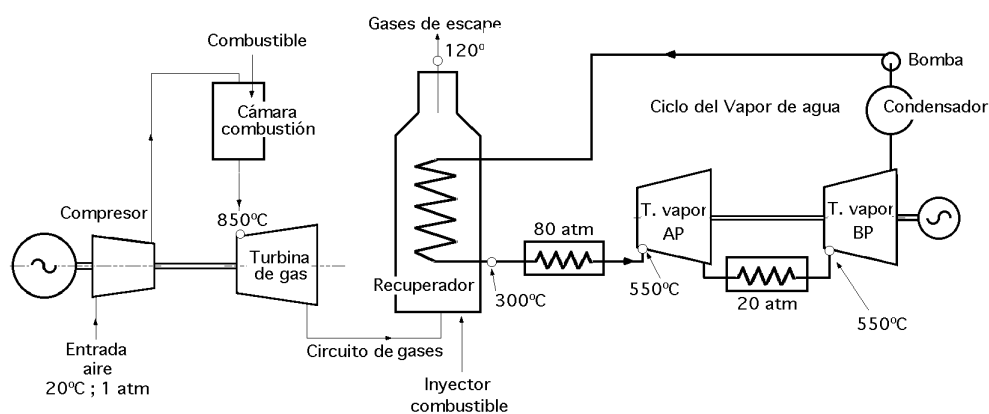 Gases de escape
120º
Combustible
Bomba
Cámara
combustión
Ciclo del Vapor de agua
Condensador
Compresor
850ºC
T. vapor
AP
T. vapor
BP
80 atm
Turbina
de gas
Recuperador
300ºC
550ºC
20 atm
550ºC
Entrada
aire
20ºC ; 1 atm
Circuito de gases
Inyector
combustible